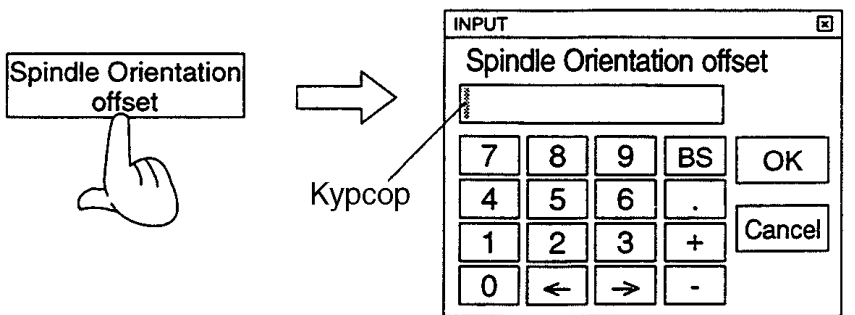 Spindle Orientation
offset
INPUT
Spindle Orientation offset
7 8 9 BS OK
4 5 6 .
1 2 3 + Cancel
0 ← → -
Курсор